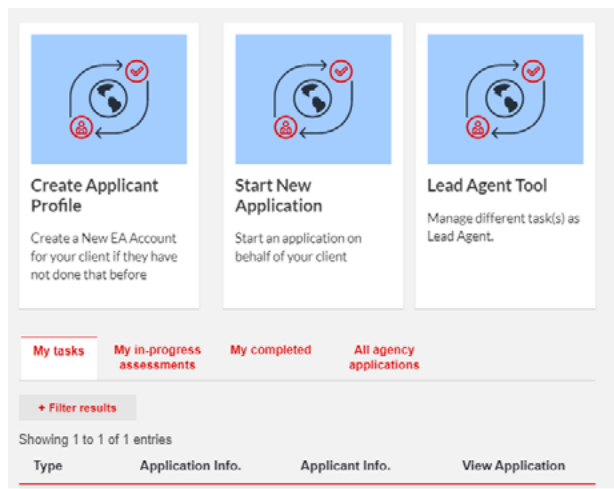 Create Applicant
Profile
Create a New EA Account
for your client if they have
not done that before
Start New
Application
Start an application on
behalf of your client
Lead Agent Tool
Manage different task(s) as
Lead Agent.
My tasks
My in-progress
assessments
My completed
All agency
applications
+ Filter results
Showing 1 to 1 of 1 entries
Type Application Info. Applicant Info. View Application